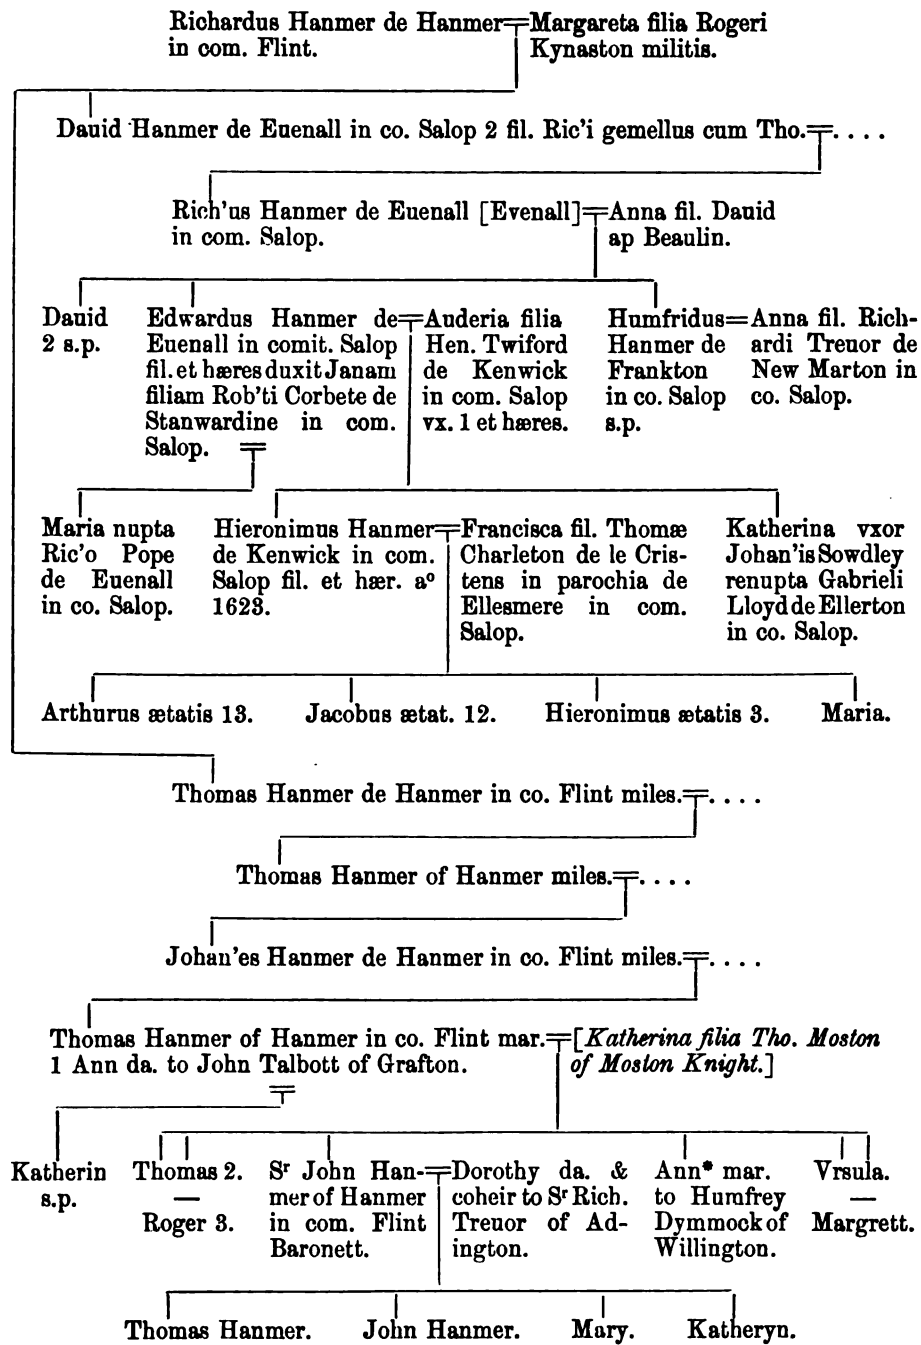 Richardus Hanmer de Hanmer=Margareta filia Rogeri
in com. Flint. Kynaston militis.
Dauid Hanmer de Euenall in co. Salop 2 fil. Ric'i gemellus cum Tho.=. . . .
Rich'us Hanmer de Euenall [Evenall]=Anna fil. Dauid
in com. Salop. ap Beaulin.
Dauid
2 s.p.
Edwardus Hanmer de=
Euenall in comit. Salop
fil. et hæres duxit Janam
filiam Rob'ti Corbete de
Stanwardine in com.
Salop.
Auderia filia
Hen. Twiford
de Kenwick
in com. Salop
vx. 1 et hæres.
Humfridus=
Hanmer de
Frankton
in co. Salop
s.p.
Anna fil. Rich-
ardi Treuor de
New Marton in
co. Salop.
Maria nupta
Ric'o Pope
de Euenall
in co. Salop.
Hieronimus Hanmer=
de Kenwick in com.
Salop fil. et hær. aº
1623.
Francisca fil. Thomæ
Charleton de le Cris-
tens in parochia de
Ellesmere in com.
Salop.
Katherina vxor
Johan'is Sowdley
renupta Gabrieli
Lloyd de Ellerton
in co. Salop.
Arthurus ætatis 13. Jacobus ætat. 12. Hieronimus ætatis 3. Maria.
Thomas Hanmer de Hanmer in co. Flint miles.=. . . .
Thomas Hanmer of Hanmer miles.=. . . .
Johan'es Hanmer de Hanmer in co. Flint miles.=. . . .
Thomas Hanmer of Hanmer in co. Flint mar.=[Katherina filia Tho. Moston
1 Ann da. to John Talbott of Grafton. of Moston Knight.]
Katherin
s.p.
Thomas 2.
—
Roger 3.
Sʳ John Han-=
mer of Hanmer
in com. Flint
Baronett.
Dorothy da. &
coheir to Sʳ Rich.
Treuor of Ad-
ington.
Ann* mar.
to Humfrey
Dymmock of
Willington.
Vrsula.
—
Margrett.
Thomas Hanmer. John Hanmer. Mary. Katheryn.